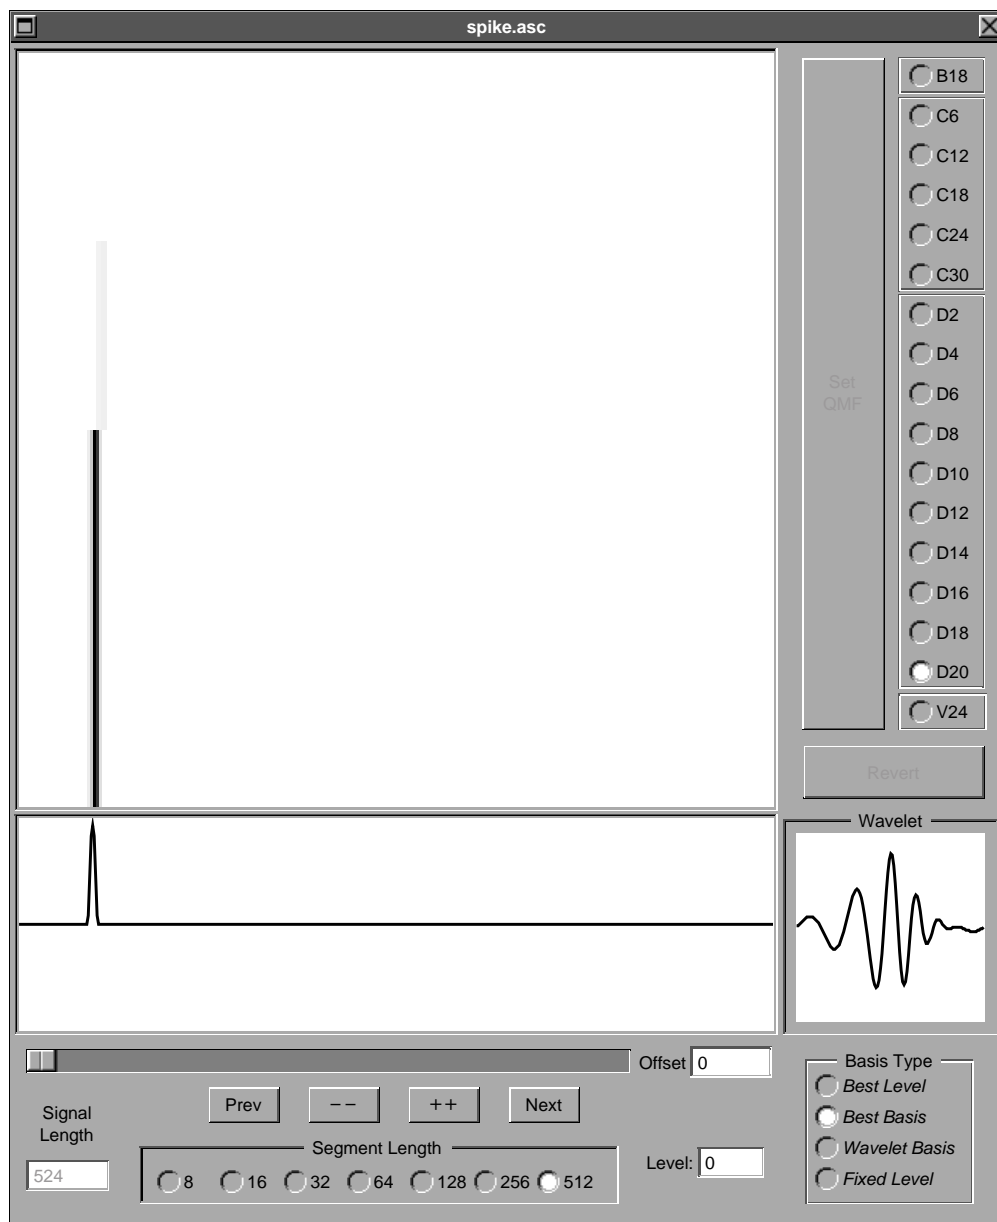 spike.asc
B18
C6
C12
C18
C24
C30
D2
D4
Set
QMF
D6
D8
D10
D12
D14
D16
D18
D20
V24
Revert
Wavelet
Offset 0
Basis Type
Best Level
Best Basis
Wavelet Basis
Fixed Level
Prev -- ++ Next
Signal
Length
524
Segment Length
8 16 32 64 128 256 512
Level: 0